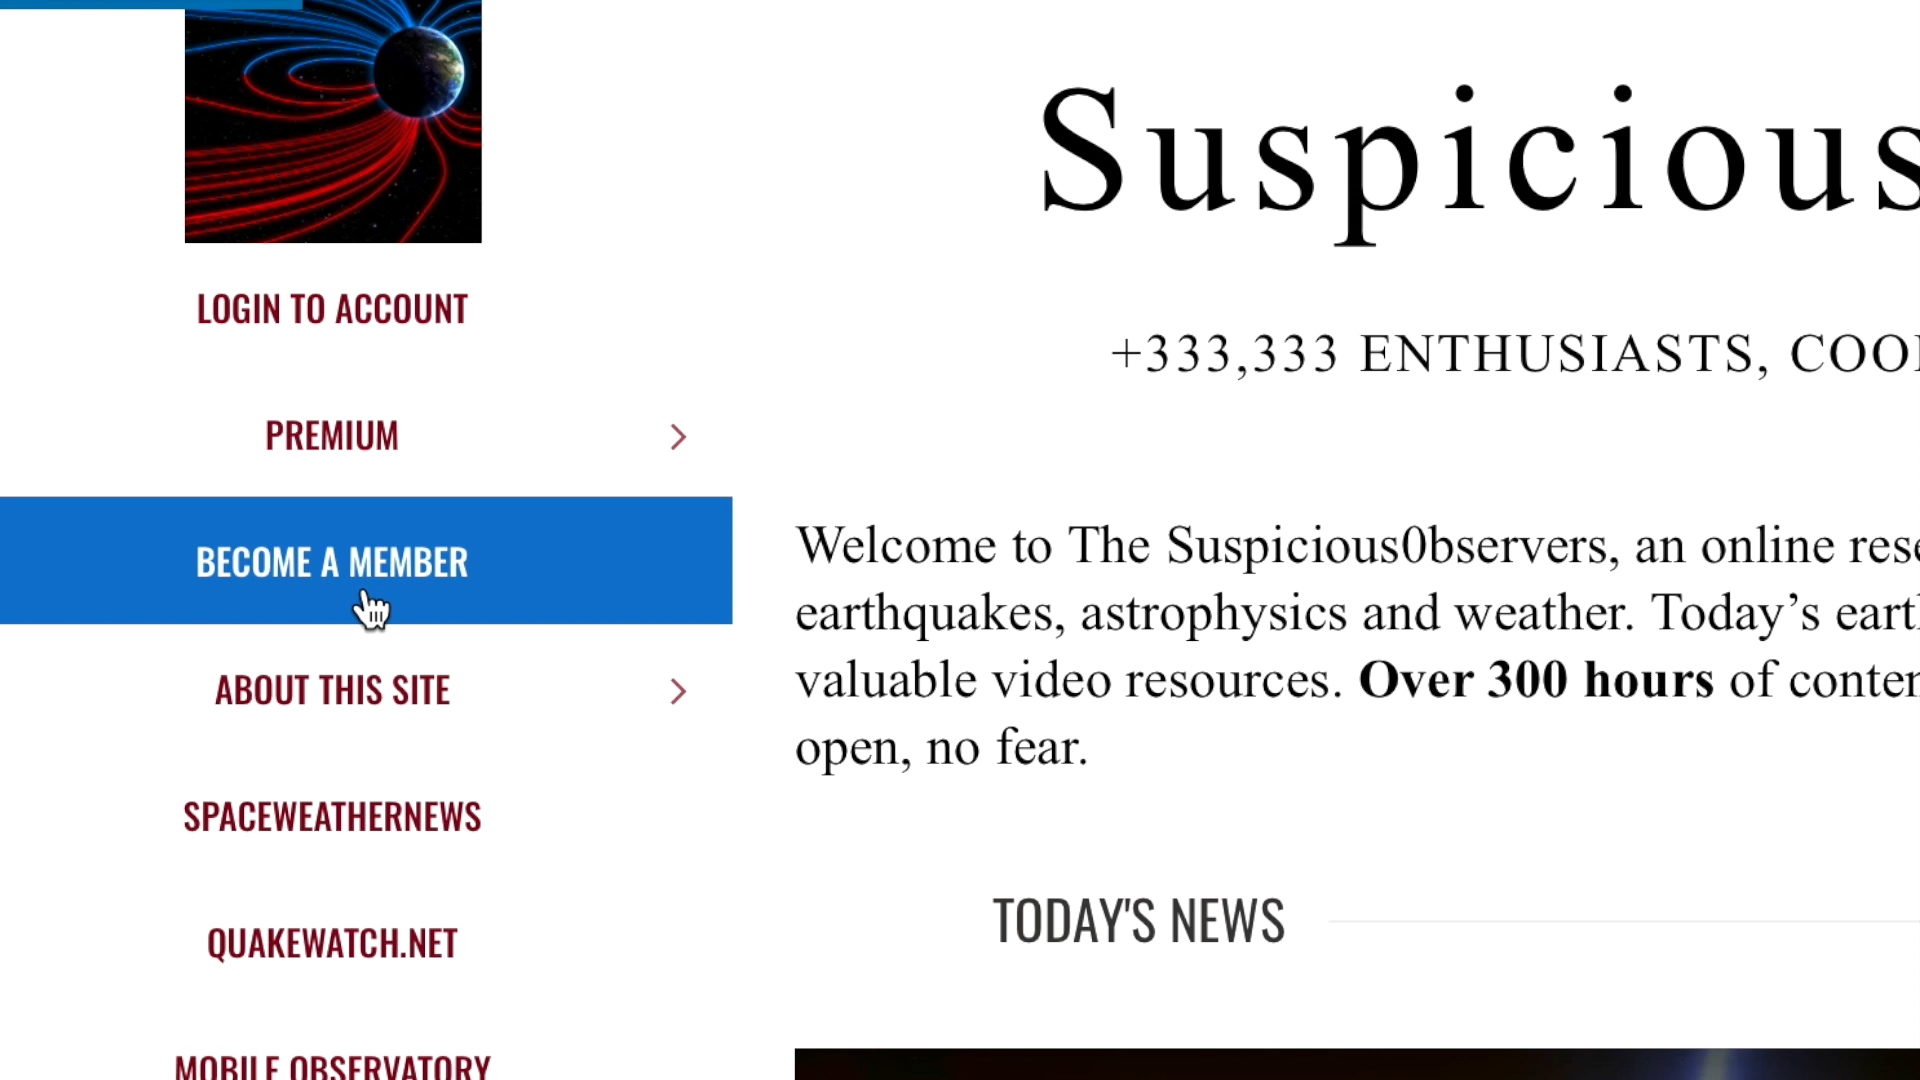 LOGIN TO ACCOUNT
PREMIUM
BECOME A MEMBER
ABOUT THIS SITE
SPACEWEATHERNEWS
QUAKEWATCH.NET
MOBILE OBSERVATORY
Suspicious
+333,333 ENTHUSIASTS,
Welcome to The Suspicious0bservers, an online
earthquakes, astrophysics and weather. Today’s
valuable video resources. Over 300 hours of
open, no fear.
TODAY'S NEWS